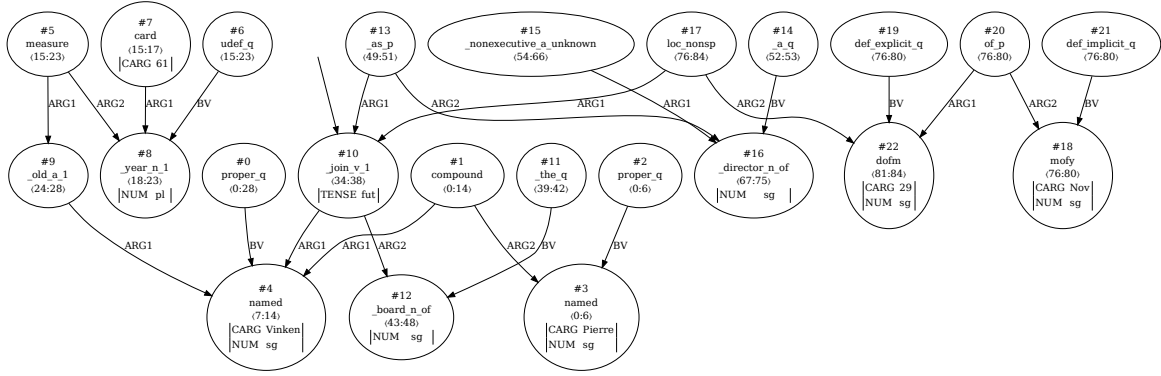 #5
measure
⟨15:23⟩
#7
card
⟨15:17⟩
CARG 61
#6
udef_q
⟨15:23⟩
#13
_as_p
⟨49:51⟩
#15
_nonexecutive_a_unknown
⟨54:66⟩
#17
loc_nonsp
⟨76:84⟩
#14
_a_q
⟨52:53⟩
#19
def_explicit_q
⟨76:80⟩
#20
of_p
⟨76:80⟩
#21
def_implicit_q
⟨76:80⟩
ARG1
ARG2
ARG1
BV
ARG1
ARG2
ARG1
ARG1
ARG2
BV
BV
ARG1
ARG2
BV
#9
_old_a_1
⟨24:28⟩
#8
_year_n_1
⟨18:23⟩
NUM pl
#0
proper_q
⟨0:28⟩
#10
_join_v_1
⟨34:38⟩
TENSE fut
#1
compound
⟨0:14⟩
#11
_the_q
⟨39:42⟩
#2
proper_q
⟨0:6⟩
#16
_director_n_of
⟨67:75⟩
NUM sg
#22
dofm
⟨81:84⟩
CARG 29
NUM sg
#18
mofy
⟨76:80⟩
CARG Nov
NUM sg
ARG1
BV
ARG1
ARG1
ARG2
ARG2
BV
BV
#4
named
⟨7:14⟩
CARG Vinken
NUM sg
#12
_board_n_of
⟨43:48⟩
NUM sg
#3
named
⟨0:6⟩
CARG Pierre
NUM sg